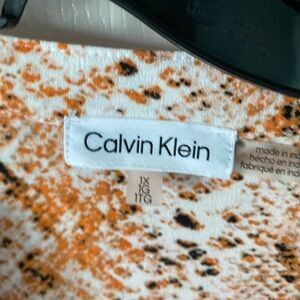 Calvin Klein
1X
1G
1TG
made in
hecho en
fabriqué en